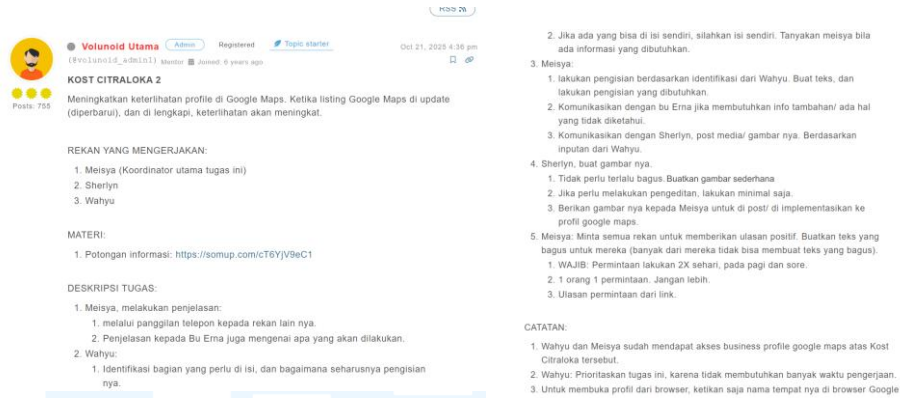 RSS
Volunoid Utama Admin Registered Topic starter Oct 21, 2025 4:36 pm
(@volunoid_admin1) Mentor Joined: 6 years ago
Posts: 755
KOST CITRALOKA 2
Meningkatkan keterlihatan profile di Google Maps. Ketika listing Google Maps di update
(diperbarui), dan di lengkapi, keterlihatan akan meningkat.
REKAN YANG MENGERJAKAN:
1. Meisya (Koordinator utama tugas ini)
2. Sherlyn
3. Wahyu
MATERI:
1. Potongan informasi: https://somup.com/cT6YjV9eC1
DESKRIPSI TUGAS:
1. Meisya, melakukan penjelasan:
1. melalui panggilan telepon kepada rekan lain nya.
2. Penjelasan kepada Bu Erna juga mengenai apa yang akan dilakukan.
2. Wahyu:
1. Identifikasi bagian yang perlu di isi, dan bagaimana seharusnya pengisian
nya.
2. Jika ada yang bisa di isi sendiri, silahkan isi sendiri. Tanyakan meisya bila
ada informasi yang dibutuhkan.
3. Meisya:
1. lakukan pengisian berdasarkan identifikasi dari Wahyu. Buat teks, dan
lakukan pengisian yang dibutuhkan.
2. Komunikasikan dengan bu Erna jika membutuhkan info tambahan/ ada hal
yang tidak diketahui.
3. Komunikasikan dengan Sherlyn, post media/ gambar nya. Berdasarkan
inputan dari Wahyu.
4. Sherlyn, buat gambar nya.
1. Tidak perlu terlalu bagus. Buatkan gambar sederhana
2. Jika perlu melakukan pengeditan, lakukan minimal saja.
3. Berikan gambar nya kepada Meisya untuk di post/ di implementasikan ke
profil google maps.
5. Meisya: Minta semua rekan untuk memberikan ulasan positif. Buatkan teks yang
bagus untuk mereka (banyak dari mereka tidak bisa membuat teks yang bagus).
1. WAJIB: Permintaan lakukan 2X sehari, pada pagi dan sore.
2. 1 orang 1 permintaan. Jangan lebih.
3. Ulasan permintaan dari link.
CATATAN:
1. Wahyu dan Meisya sudah mendapat akses business profile google maps atas Kost
Citraloka tersebut.
2. Wahyu: Prioritaskan tugas ini, karena tidak membutuhkan banyak waktu pengerjaan.
3. Untuk membuka profil dari browser, ketikan saja nama tempat nya di browser Google